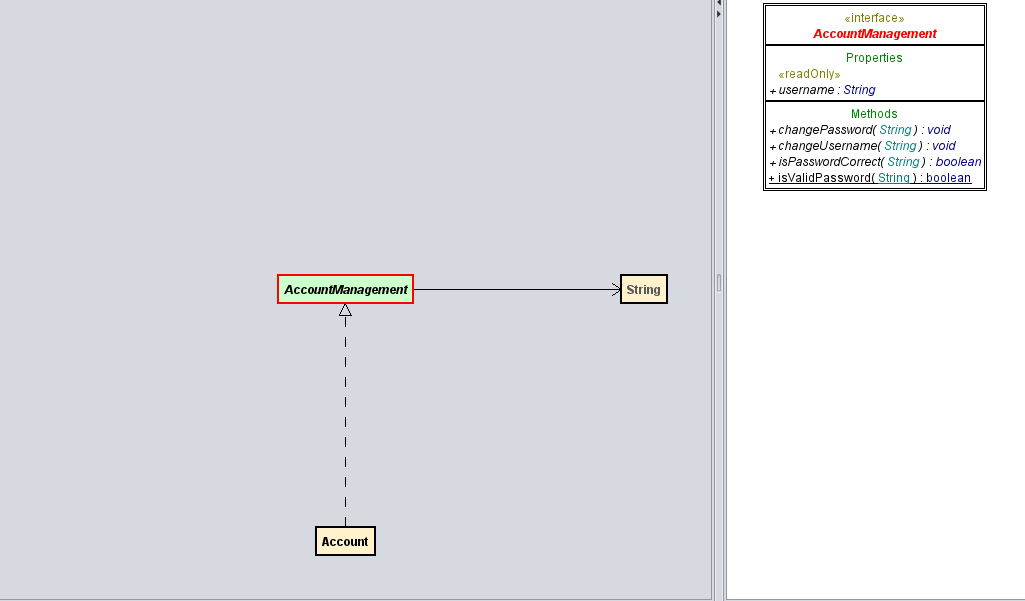 AccountManagement
String
Account
«interface»
AccountManagement
Properties
«readOnly»
+ username : String
Methods
+ changePassword( String ) : void
+ changeUsername( String ) : void
+ isPasswordCorrect( String ) : boolean
+ isValidPassword( String ) : boolean